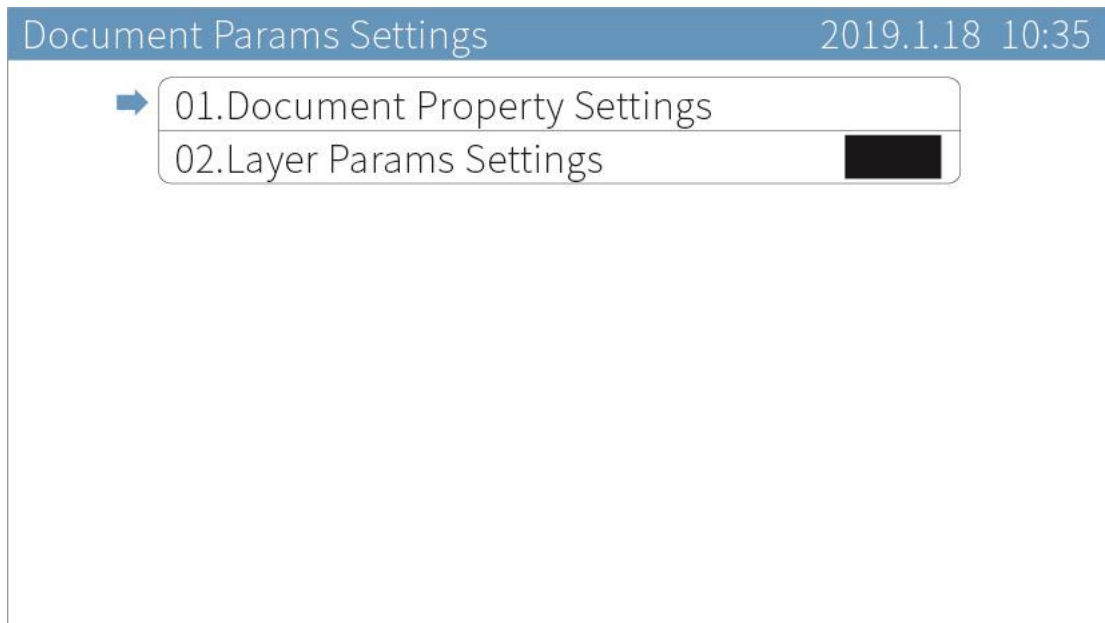 Document Params Settings 2019.1.18 10:35
01.Document Property Settings
02.Layer Params Settings